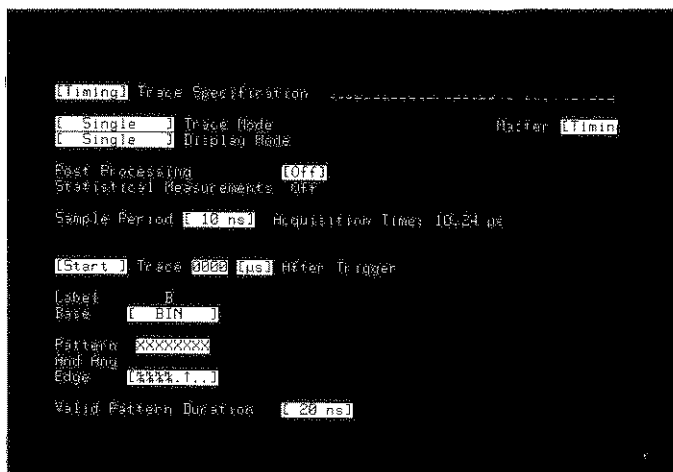 [Timing] Trace Specification
[ Single ] Trace Mode Master [Timin
[ Single ] Display Mode
Post Processing [Off]
Statistical Measurements Off
Sample Period [ 10 ns] Acquisition Time: 10.24 µs
[Start ] Trace 0000 [µs] After Trigger
Label B
Base [ BIN ]
Pattern XXXXXXXX
And Any
Edge
Valid Pattern Duration [ 20 ns]